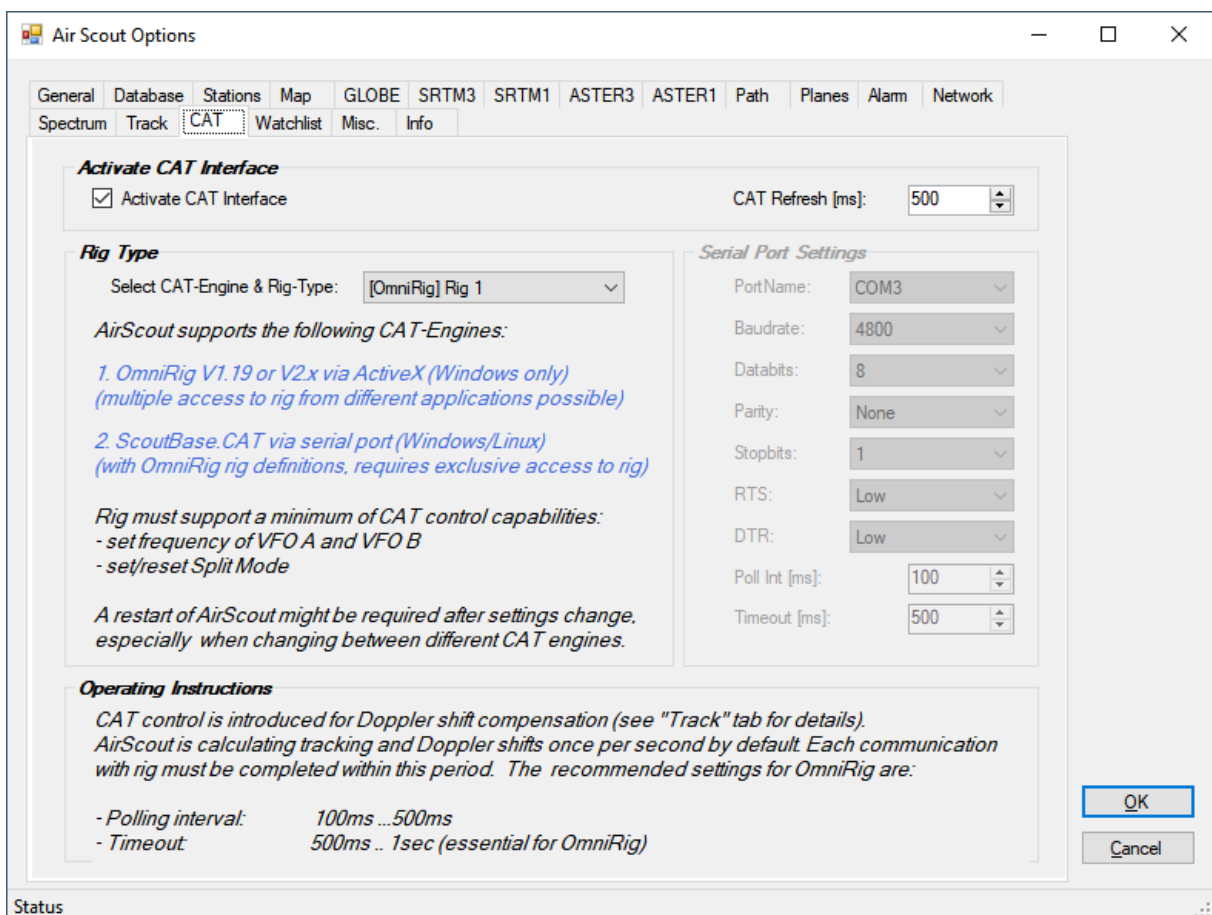 Air Scout Options
General Database Stations Map GLOBE SRTM3 SRTM1 ASTER3 ASTER1 Path Planes Alarm Network
Spectrum Track CAT Watchlist Misc. Info
Activate CAT Interface
Activate CAT Interface
CAT Refresh [ms]: 500
Rig Type
Select CAT-Engine & Rig-Type: [OmniRig] Rig 1
AirScout supports the following CAT-Engines:
1. OmniRig V1.19 or V2.x via ActiveX (Windows only)
(multiple access to rig from different applications possible)
2. ScoutBase.CAT via serial port (Windows/Linux)
(with OmniRig rig definitions, requires exclusive access to rig)
Rig must support a minimum of CAT control capabilities:
- set frequency of VFO A and VFO B
- set/reset Split Mode
A restart of AirScout might be required after settings change,
especially when changing between different CAT engines.
Serial Port Settings
PortName: COM3
Baudrate: 4800
Databits: 8
Parity: None
Stopbits: 1
RTS: Low
DTR: Low
Poll Int [ms]: 100
Timeout [ms]: 500
Operating Instructions
CAT control is introduced for Doppler shift compensation (see "Track" tab for details).
AirScout is calculating tracking and Doppler shifts once per second by default. Each communication
with rig must be completed within this period. The recommended settings for OmniRig are:
- Polling interval: 100ms ...500ms
- Timeout: 500ms .. 1sec (essential for OmniRig)
OK
Cancel
Status